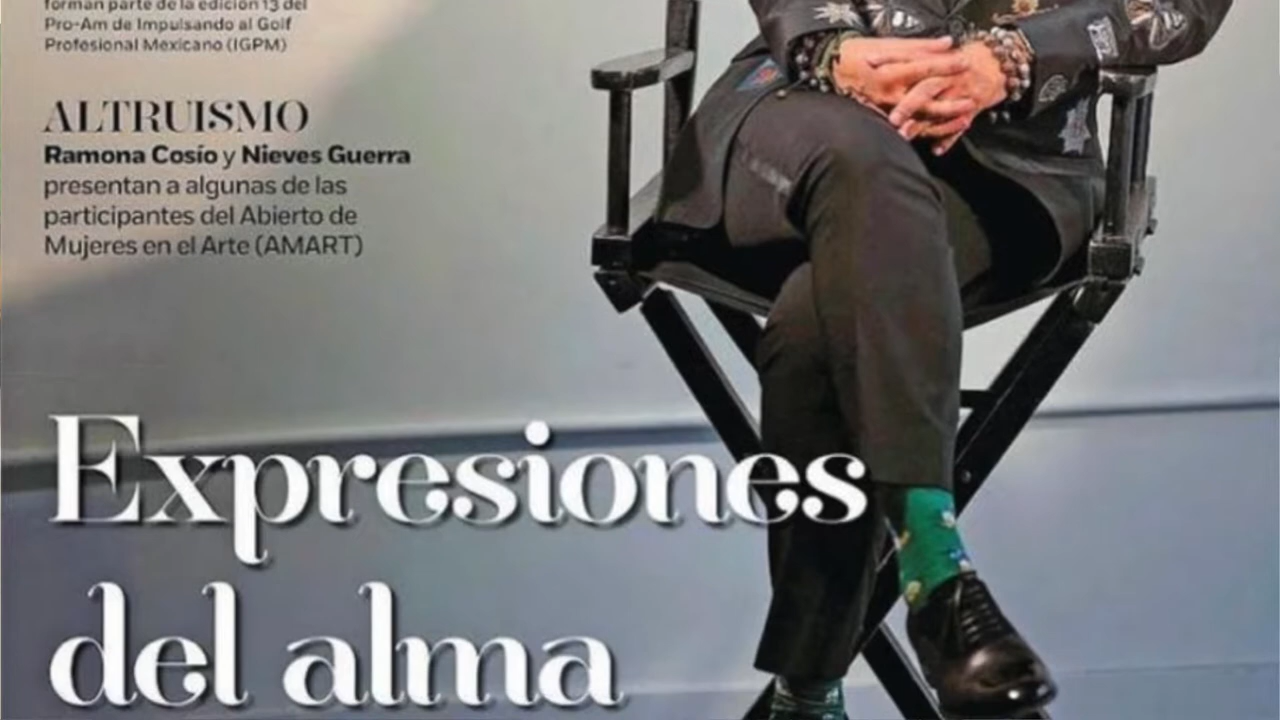 forman parte de la edición 13 del
Pro-Am de Impulsando al Golf
Profesional Mexicano (IGPM)
ALTRUISMO
Ramona Cosío y Nieves Guerra
presentan a algunas de las
participantes del Abierto de
Mujeres en el Arte (AMART)
Expresiones
del alma